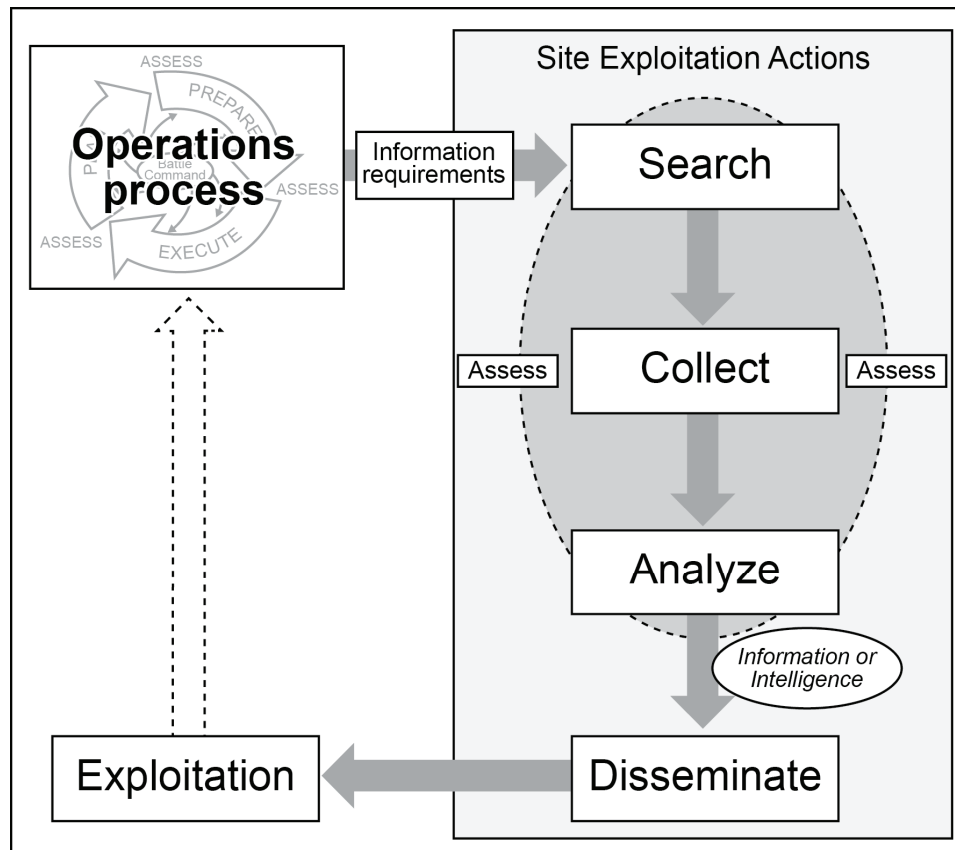 Site Exploitation Actions
ASSESS
PREPARE
Operations
process
Battle
Command
ASSESS
ASSESS
EXECUTE
Information
requirements
Search
Assess
Collect
Assess
Analyze
Information or
Intelligence
Exploitation
Disseminate